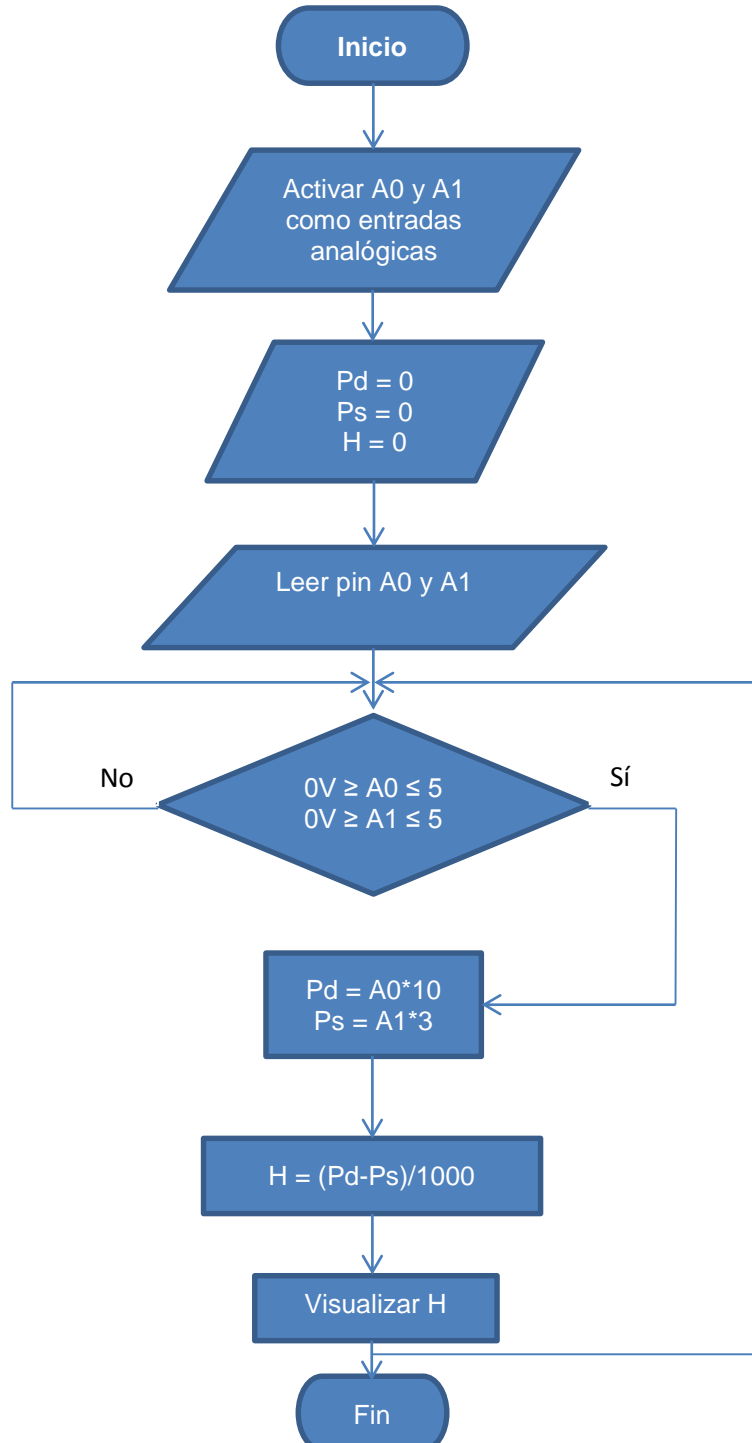 Inicio
Activar A0 y A1
como entradas
analógicas
Pd = 0
Ps = 0
H = 0
Leer pin A0 y A1
No
0V ≥ A0 ≤ 5
0V ≥ A1 ≤ 5
Sí
Pd = A0*10
Ps = A1*3
H = (Pd-Ps)/1000
Visualizar H
Fin